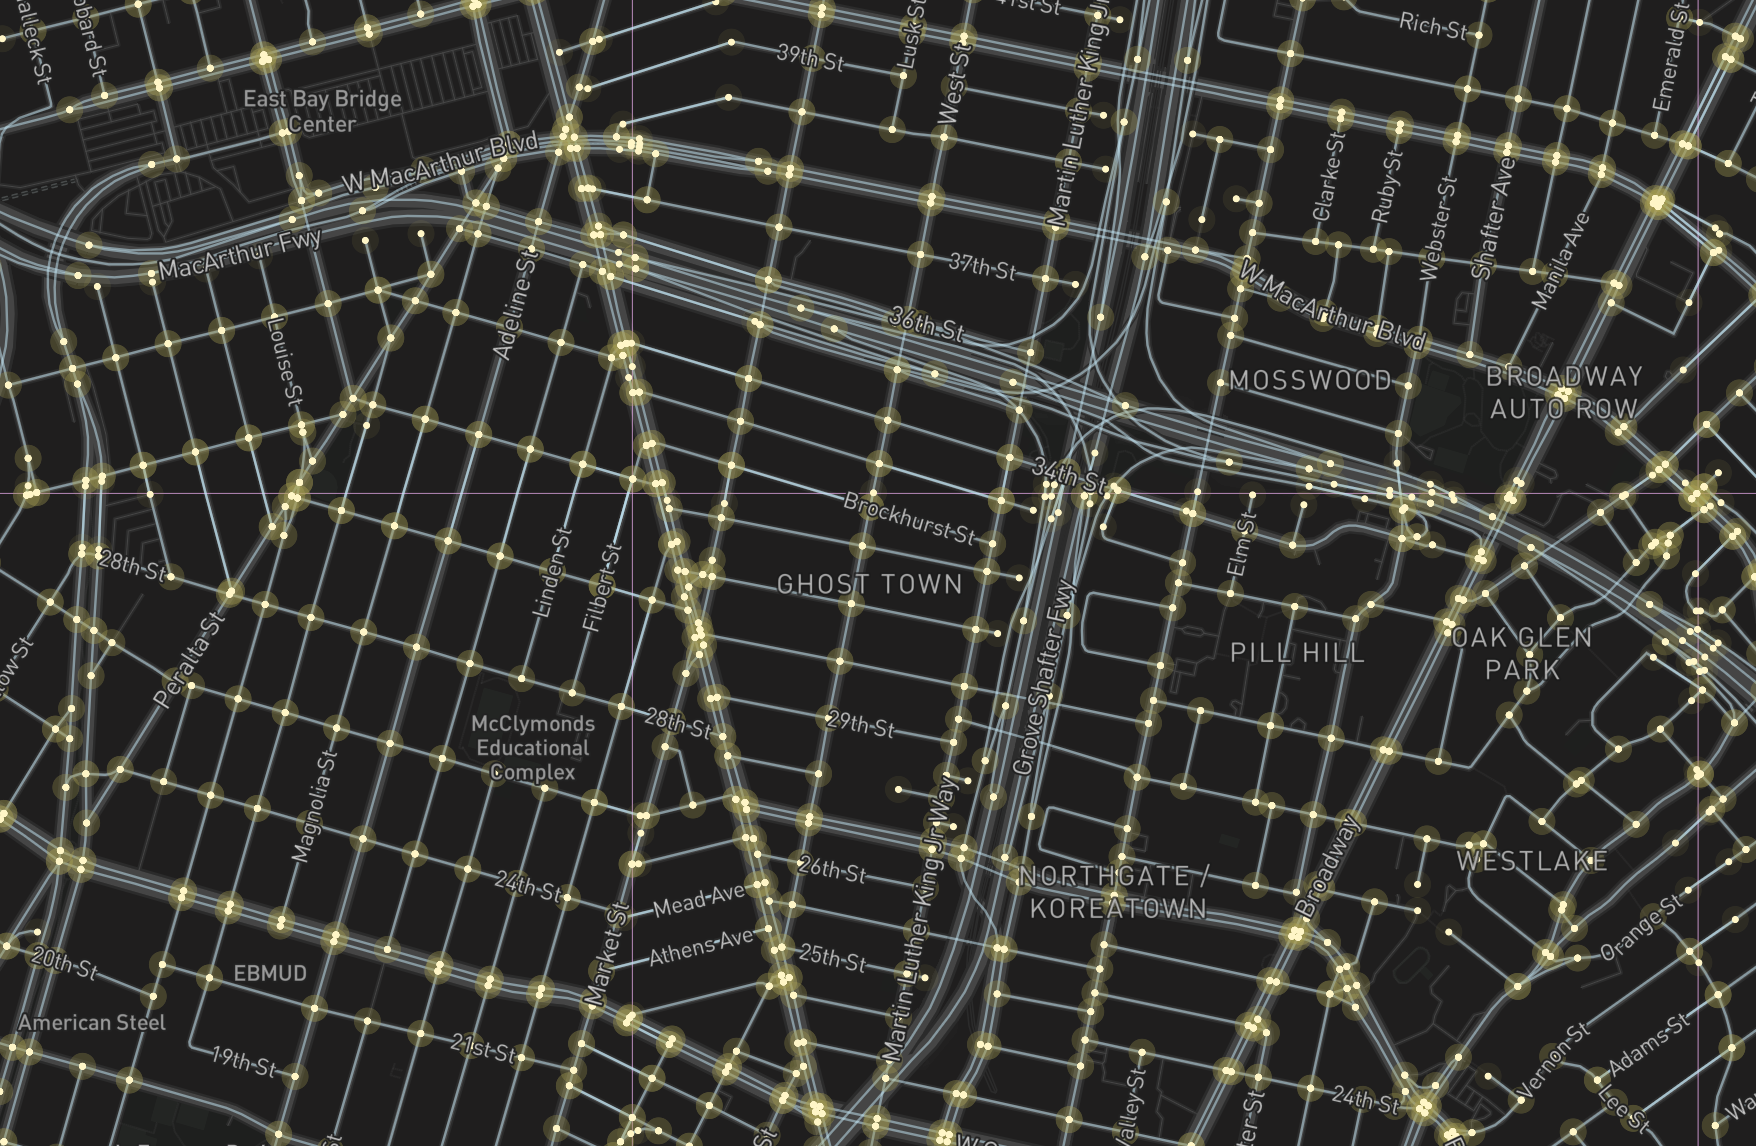 Lusk St
West St
Martin Luther King Jr
Rich St
Emerald St
39th St
East Bay Bridge
Center
W MacArthur Blvd
Clarke St
Ruby St
Webster St
Shafter Ave
Manila Ave
MacArthur Fwy
37th St
W MacArthur Blvd
Adeline St
Louise St
36th St
MOSSWOOD
BROADWAY
AUTO ROW
34th St
Brockhurst St
Elm St
28th St
Linden St
Filbert St
GHOST TOWN
Grove Shafter Fwy
PILL HILL
OAK GLEN
PARK
Peralta St
McClymonds
Educational
Complex
28th St
29th St
Magnolia St
Martin Luther King Jr Way
24th St
Mead Ave
26th St
NORTHGATE /
KOREATOWN
Broadway
WESTLAKE
Market St
Athens Ave
25th St
Orange St
20th St
EBMUD
American Steel
19th St
21st St
Valley St
24th St
Vernon St
Adams St
Lee St